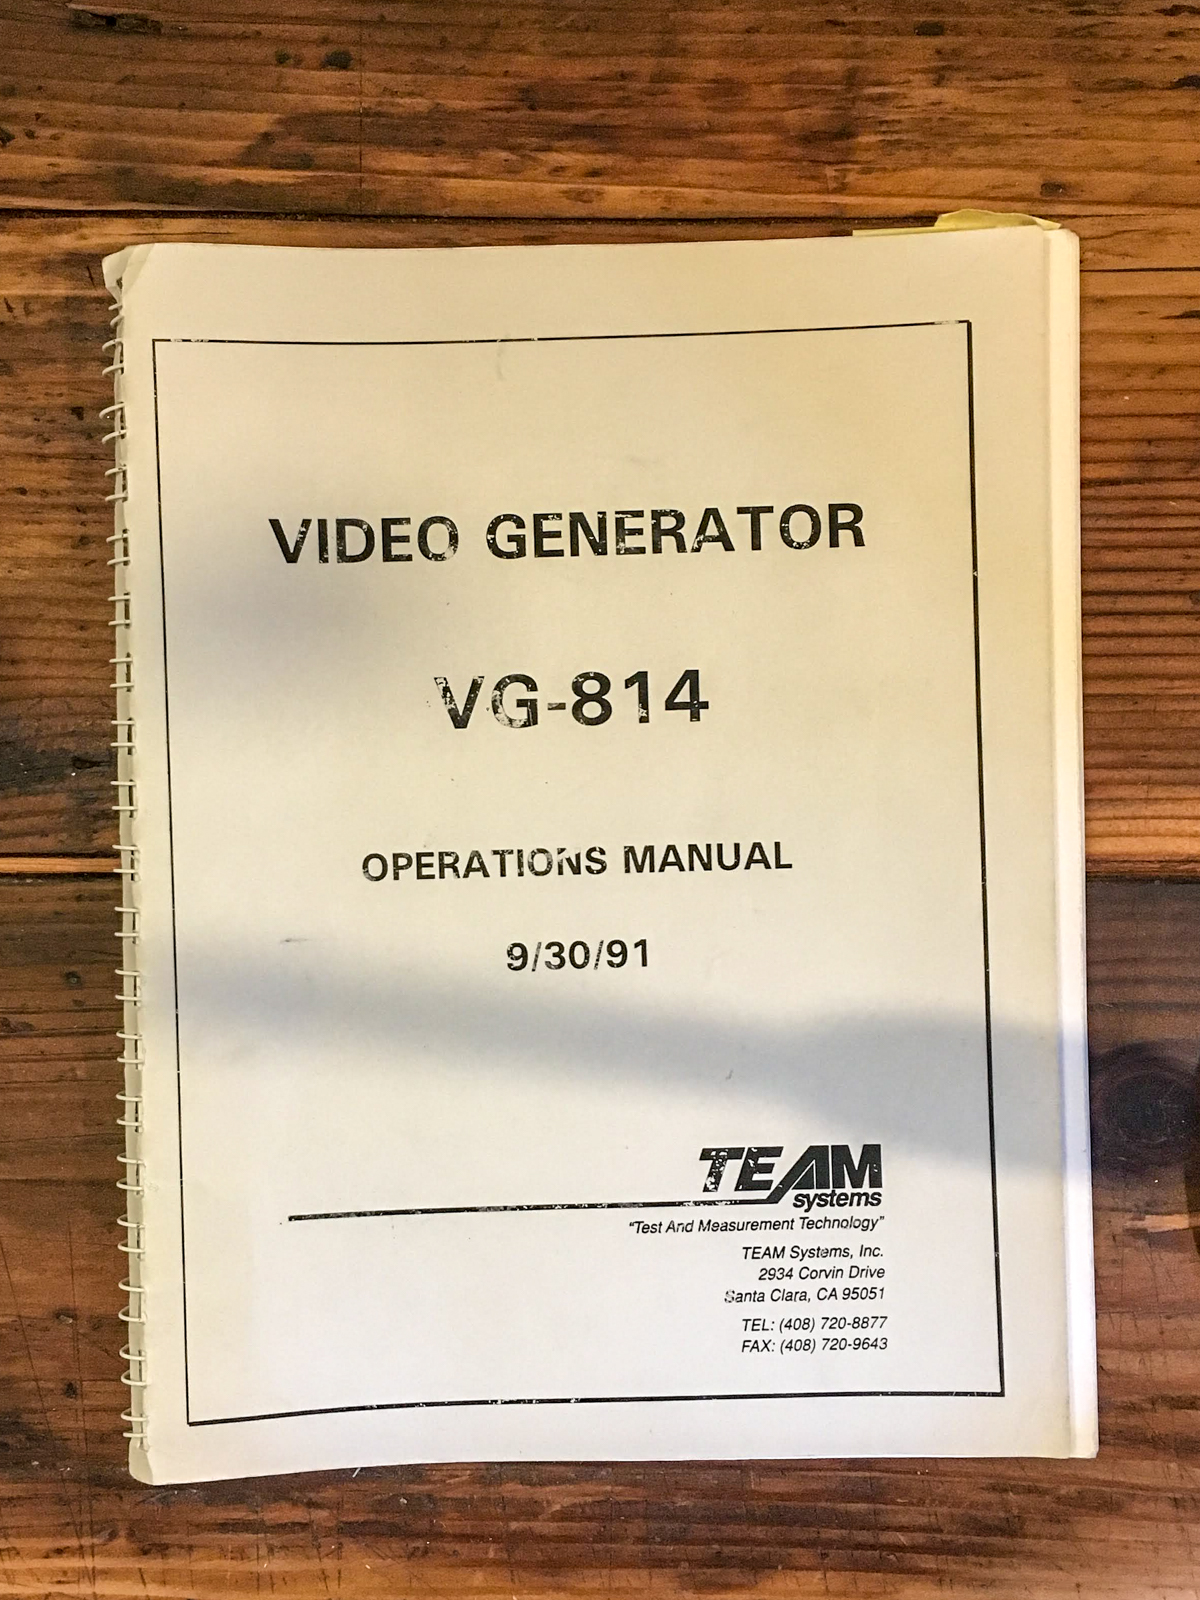 VIDEO GENERATOR
VG-814
OPERATIONS MANUAL
9/30/91
TEAM
systems
"Test And Measurement Technology"
TEAM Systems, Inc.
2934 Corvin Drive
Santa Clara, CA 95051
TEL: (408) 720-8877
FAX: (408) 720-9643